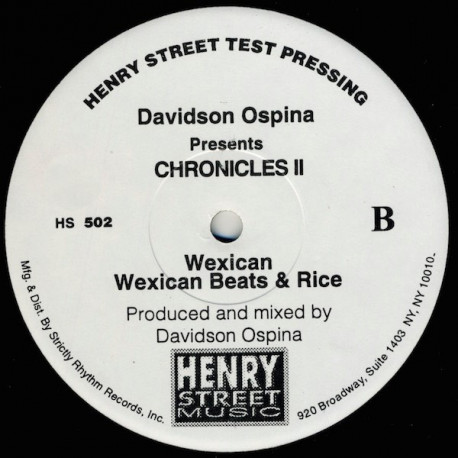 HENRY STREET TEST PRESSING
Davidson Ospina
Presents
CHRONICLES II
HS 502
B
Wexican
Wexican Beats & Rice
Produced and mixed by
Davidson Ospina
HENRY
STREET
MUSIC
Mfg. & Dist. By Strictly Rhythm Records, Inc.
920 Broadway, Suite 1403 NY, NY 10010